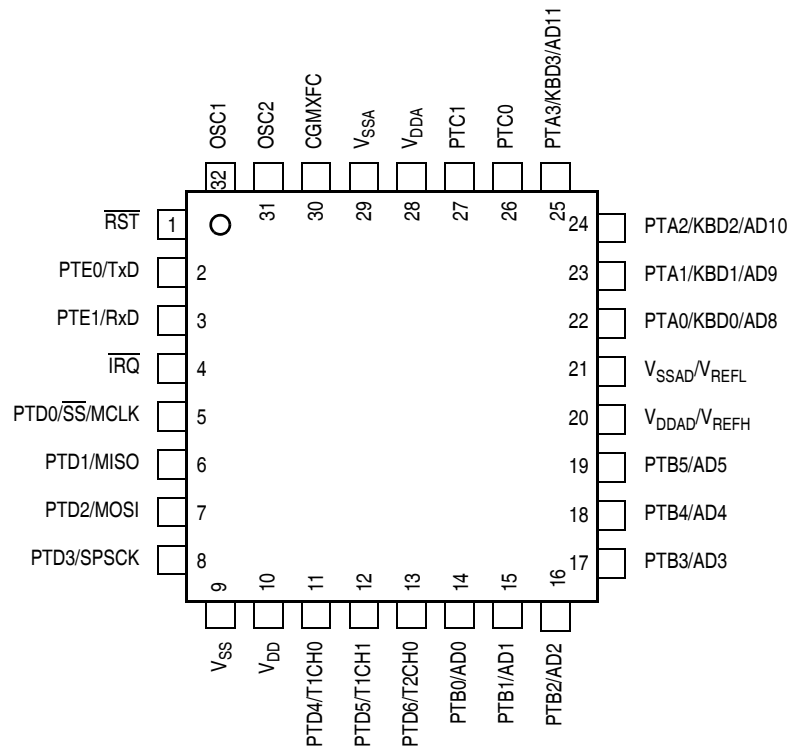 OSC1
OSC2
CGMXFC
VSSA
VDDA
PTC1
PTC0
PTA3/KBD3/AD11
32
31
30
29
28
27
26
25
RST
1
24
PTA2/KBD2/AD10
PTE0/TxD
2
23
PTA1/KBD1/AD9
PTE1/RxD
3
22
PTA0/KBD0/AD8
IRQ
4
21
VSSAD/VREFL
PTD0/SS/MCLK
5
20
VDDAD/VREFH
PTD1/MISO
6
19
PTB5/AD5
PTD2/MOSI
7
18
PTB4/AD4
PTD3/SPSCK
8
17
PTB3/AD3
9
10
11
12
13
14
15
16
VSS
VDD
PTD4/T1CH0
PTD5/T1CH1
PTD6/T2CH0
PTB0/AD0
PTB1/AD1
PTB2/AD2